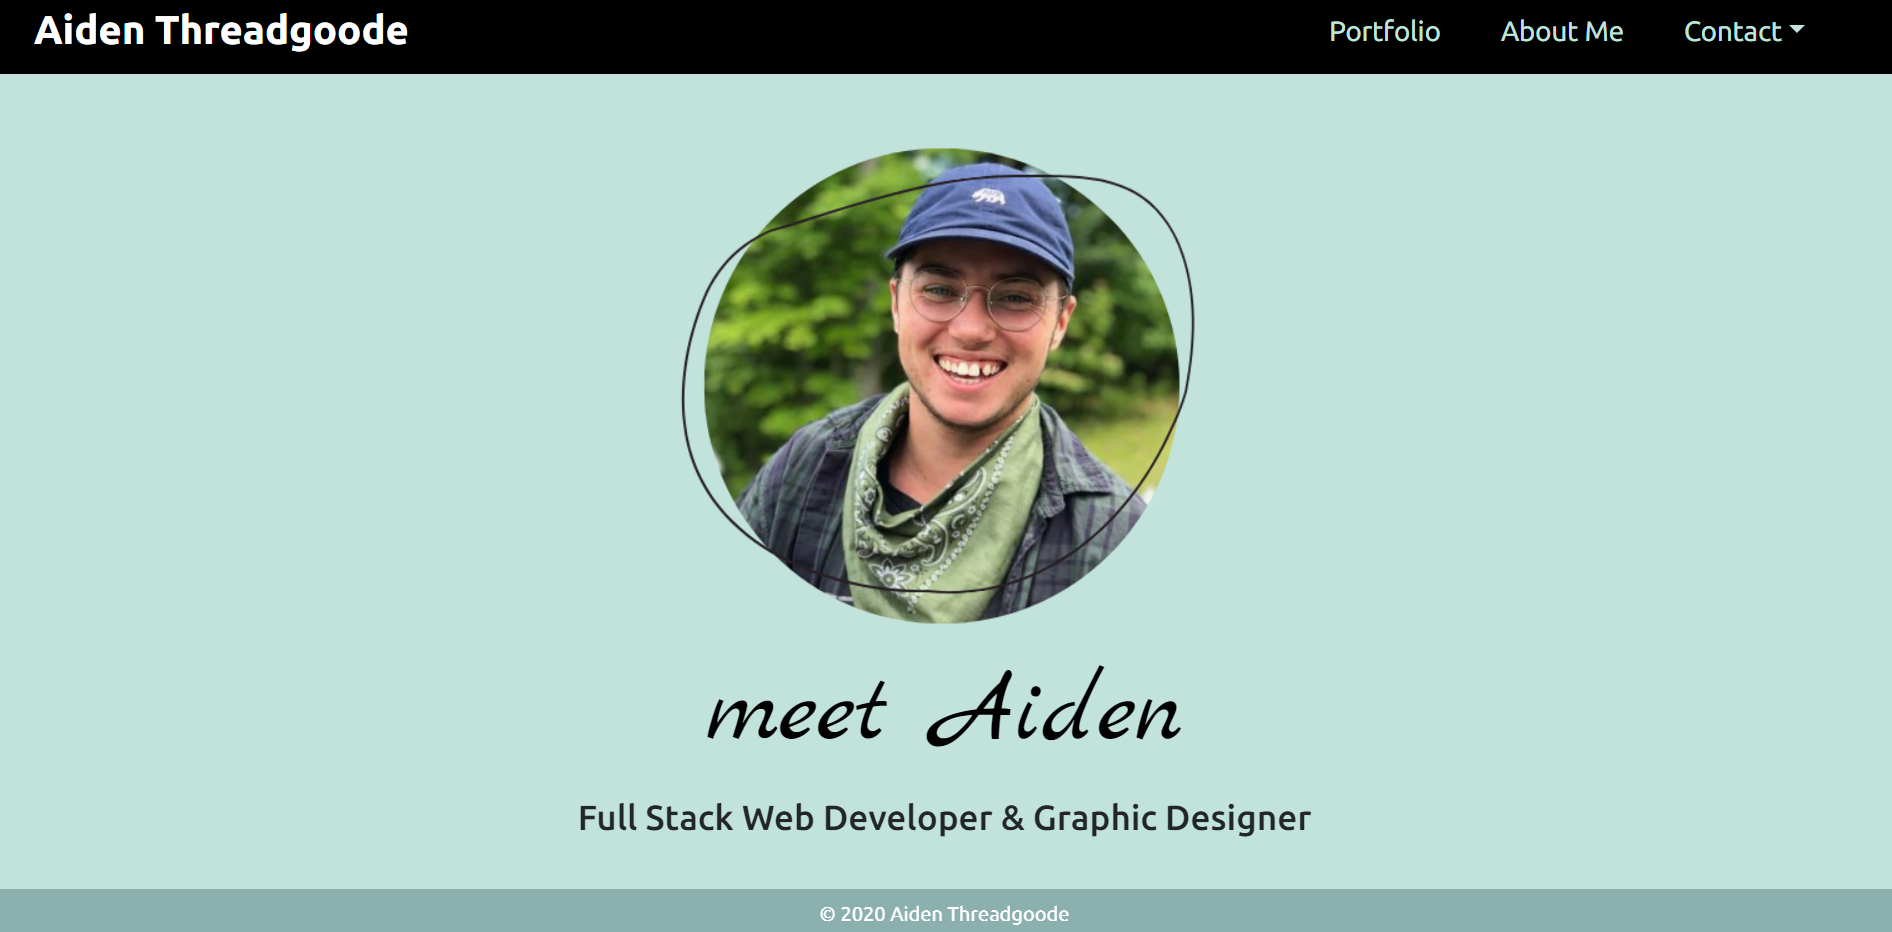 Aiden Threadgoode
Portfolio
About Me
Contact
meet Aiden
Full Stack Web Developer & Graphic Designer
© 2020 Aiden Threadgoode